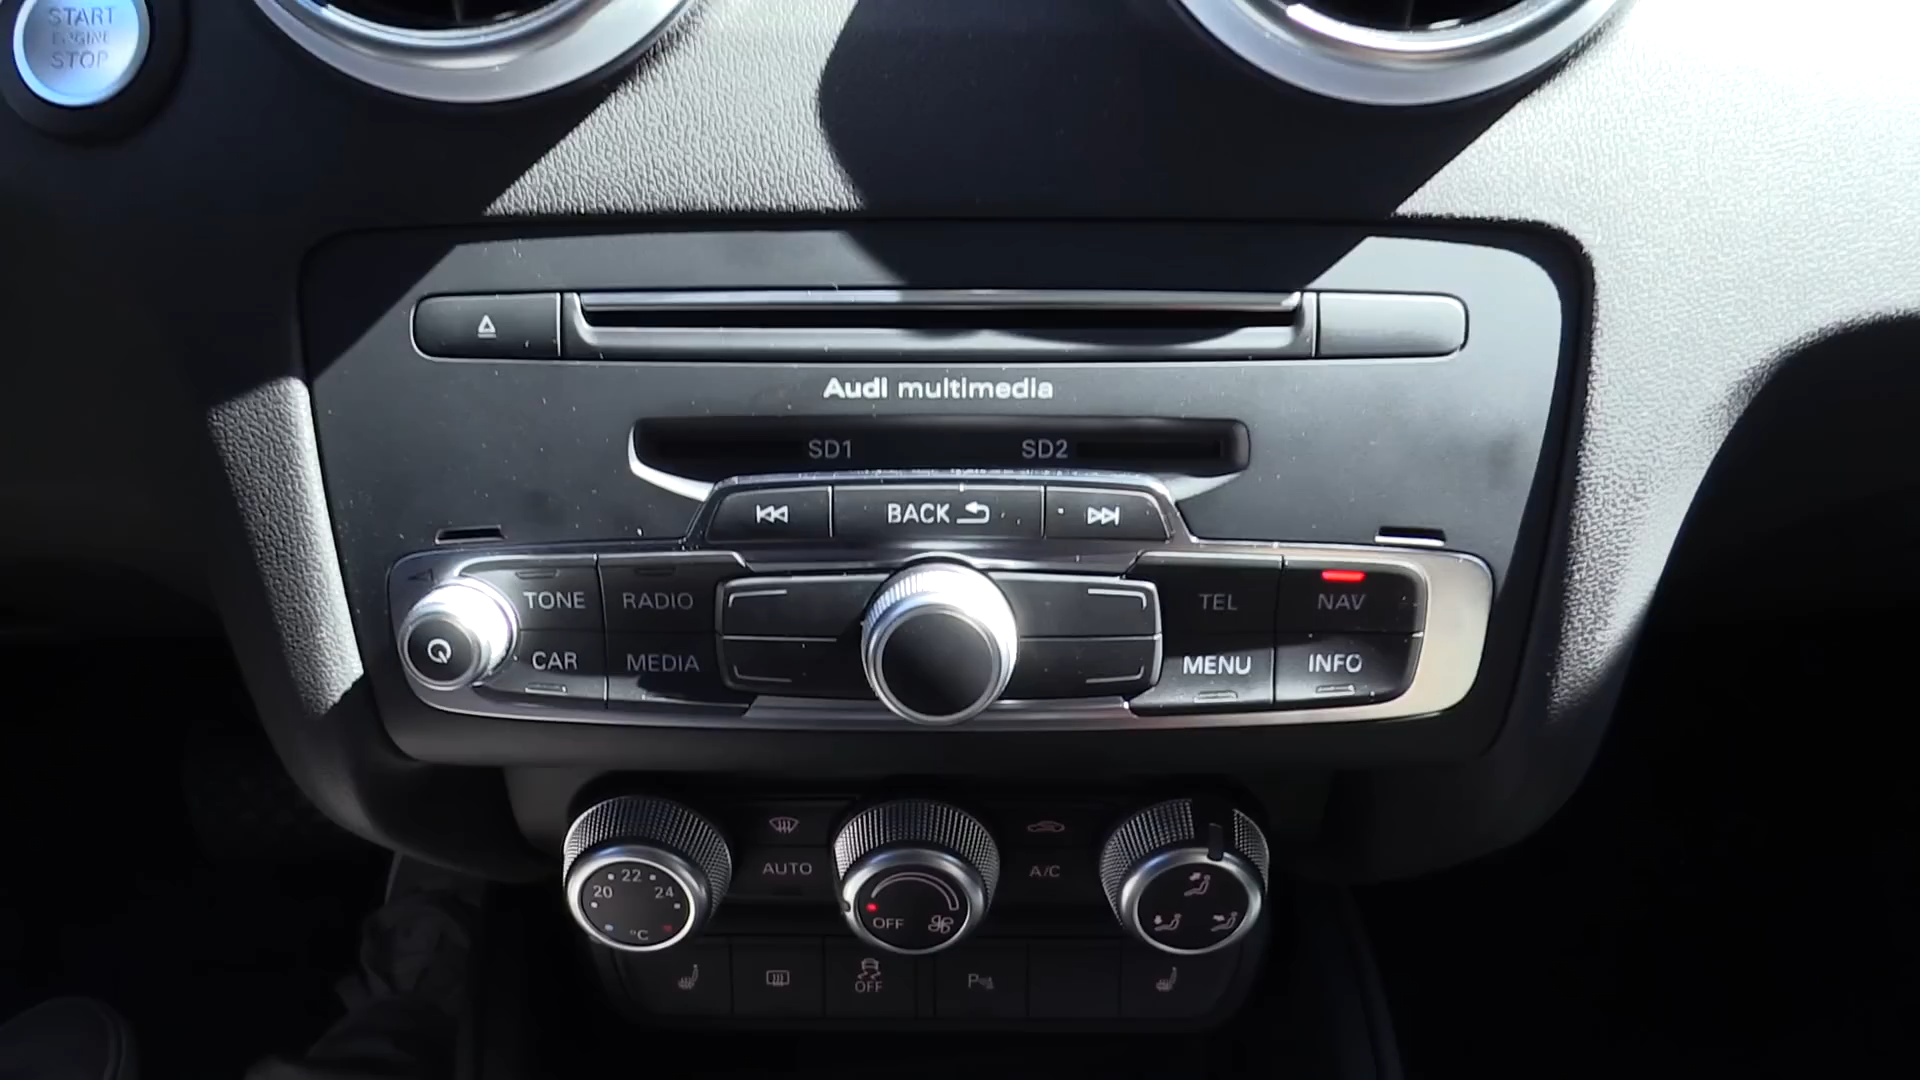 START
ENGINE
STOP
Audi multimedia
SD1
SD2
BACK
TONE
RADIO
TEL
NAV
CAR
MEDIA
MENU
INFO
AUTO
A/C
22
20
24
°C
OFF
OFF
P